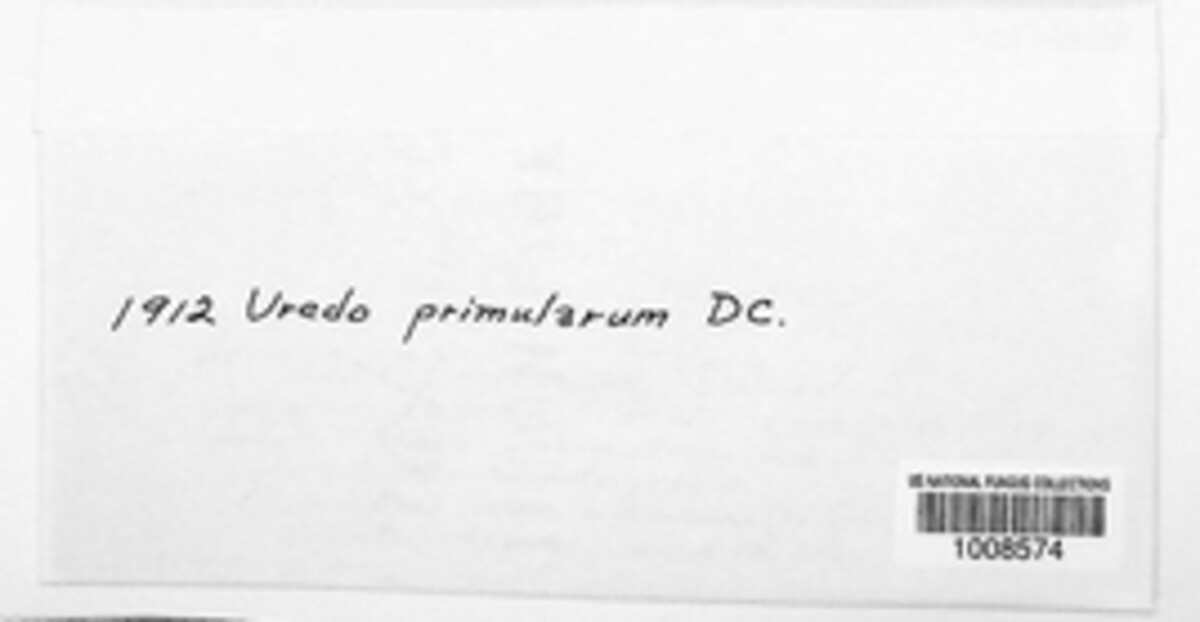 1912 Uredo primularum DC.
US NATIONAL FUNGUS COLLECTIONS
1008574